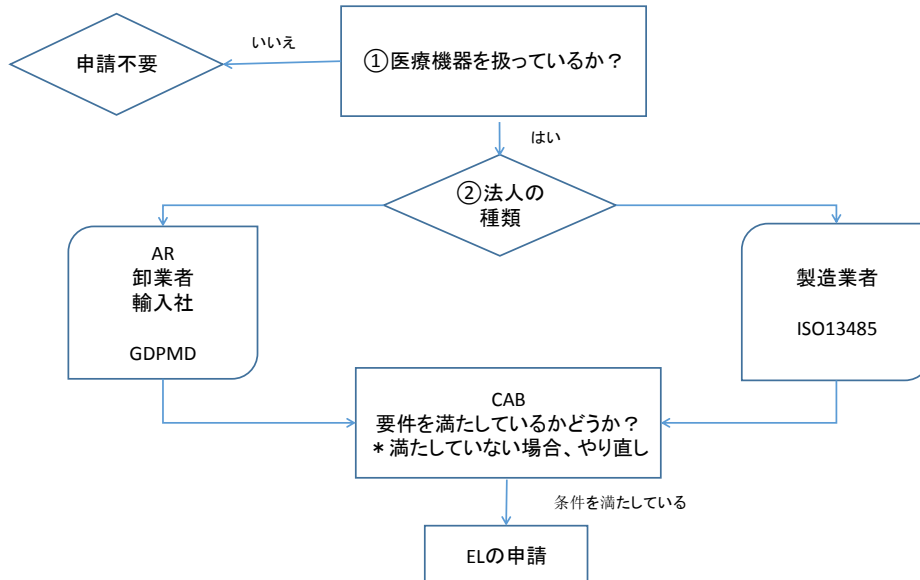 いいえ
申請不要
①医療機器を扱っているか？
はい
②法人の
種類
AR
卸業者
輸入社
GDPMD
製造業者
ISO13485
CAB
要件を満たしているかどうか？
＊満たしていない場合、やり直し
条件を満たしている
ELの申請